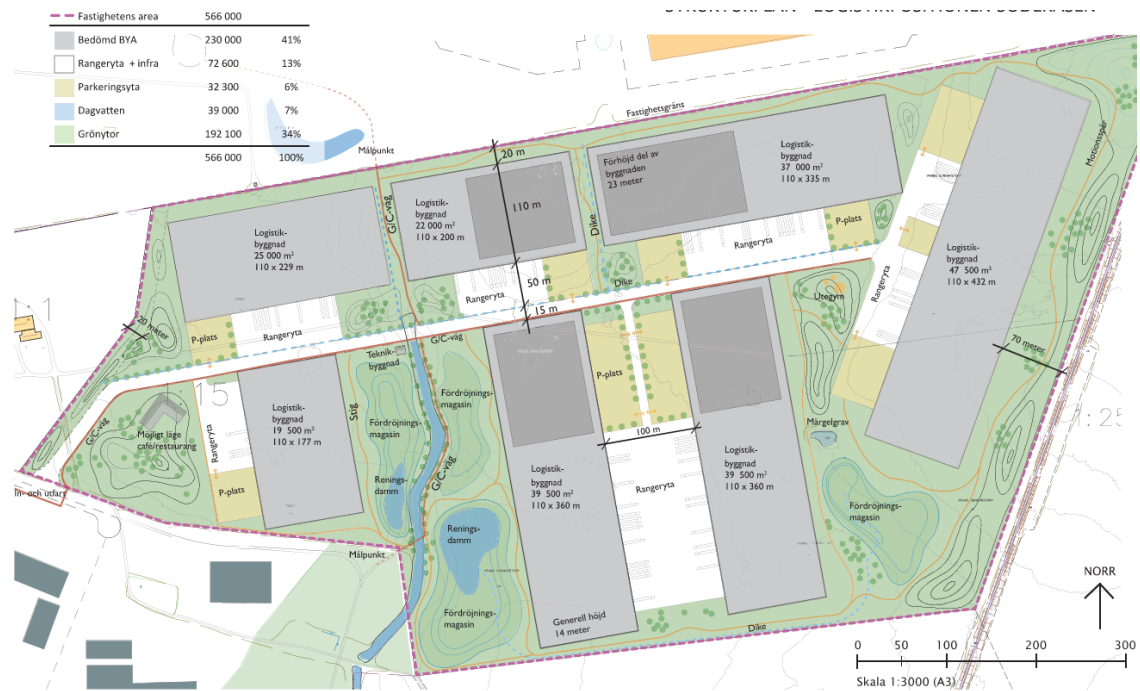 Fastighetens area 566 000
Bedömd BYA 230 000 41%
Rangeryta + infra 72 600 13%
Parkeringsyta 32 300 6%
Dagvatten 39 000 7%
Grönytor 192 100 34%
566 000 100%
Målpunkt
Fastighetsgräns
20 m
Motionsspår
Förhöjd del av
byggnaden
23 meter
Logistik-
byggnad
37 000 m²
110 x 335 m
Logistik-
byggnad
22 000 m²
110 x 200 m
110 m
G/C-väg
Dike
Logistik-
byggnad
25 000 m²
110 x 229 m
P-plats
Rangeryta
Logistik-
byggnad
47 500 m²
110 x 432 m
Rangeryta
50 m
Dike
Rangeryta
Utegym
15 m
20 meter
P-plats
Rangeryta
G/C-väg
Teknik-
byggnad
70 meter
P-plats
G/C-väg
Möjligt läge
café/restaurang
Rangeryta
Logistik-
byggnad
19 500 m²
110 x 177 m
Stig
Fördröjnings-
magasin
Fördröjnings-
magasin
Märgelgrav
100 m
P-plats
In- och utfart
Renings-
damm
G/C-väg
Logistik-
byggnad
39 500 m²
110 x 360 m
Rangeryta
Logistik-
byggnad
39 500 m²
110 x 360 m
Fördröjnings-
magasin
Renings-
damm
Målpunkt
Fördröjnings-
magasin
Generell höjd
14 meter
Dike
NORR
0 50 100 200 300
Skala 1:3000 (A3)